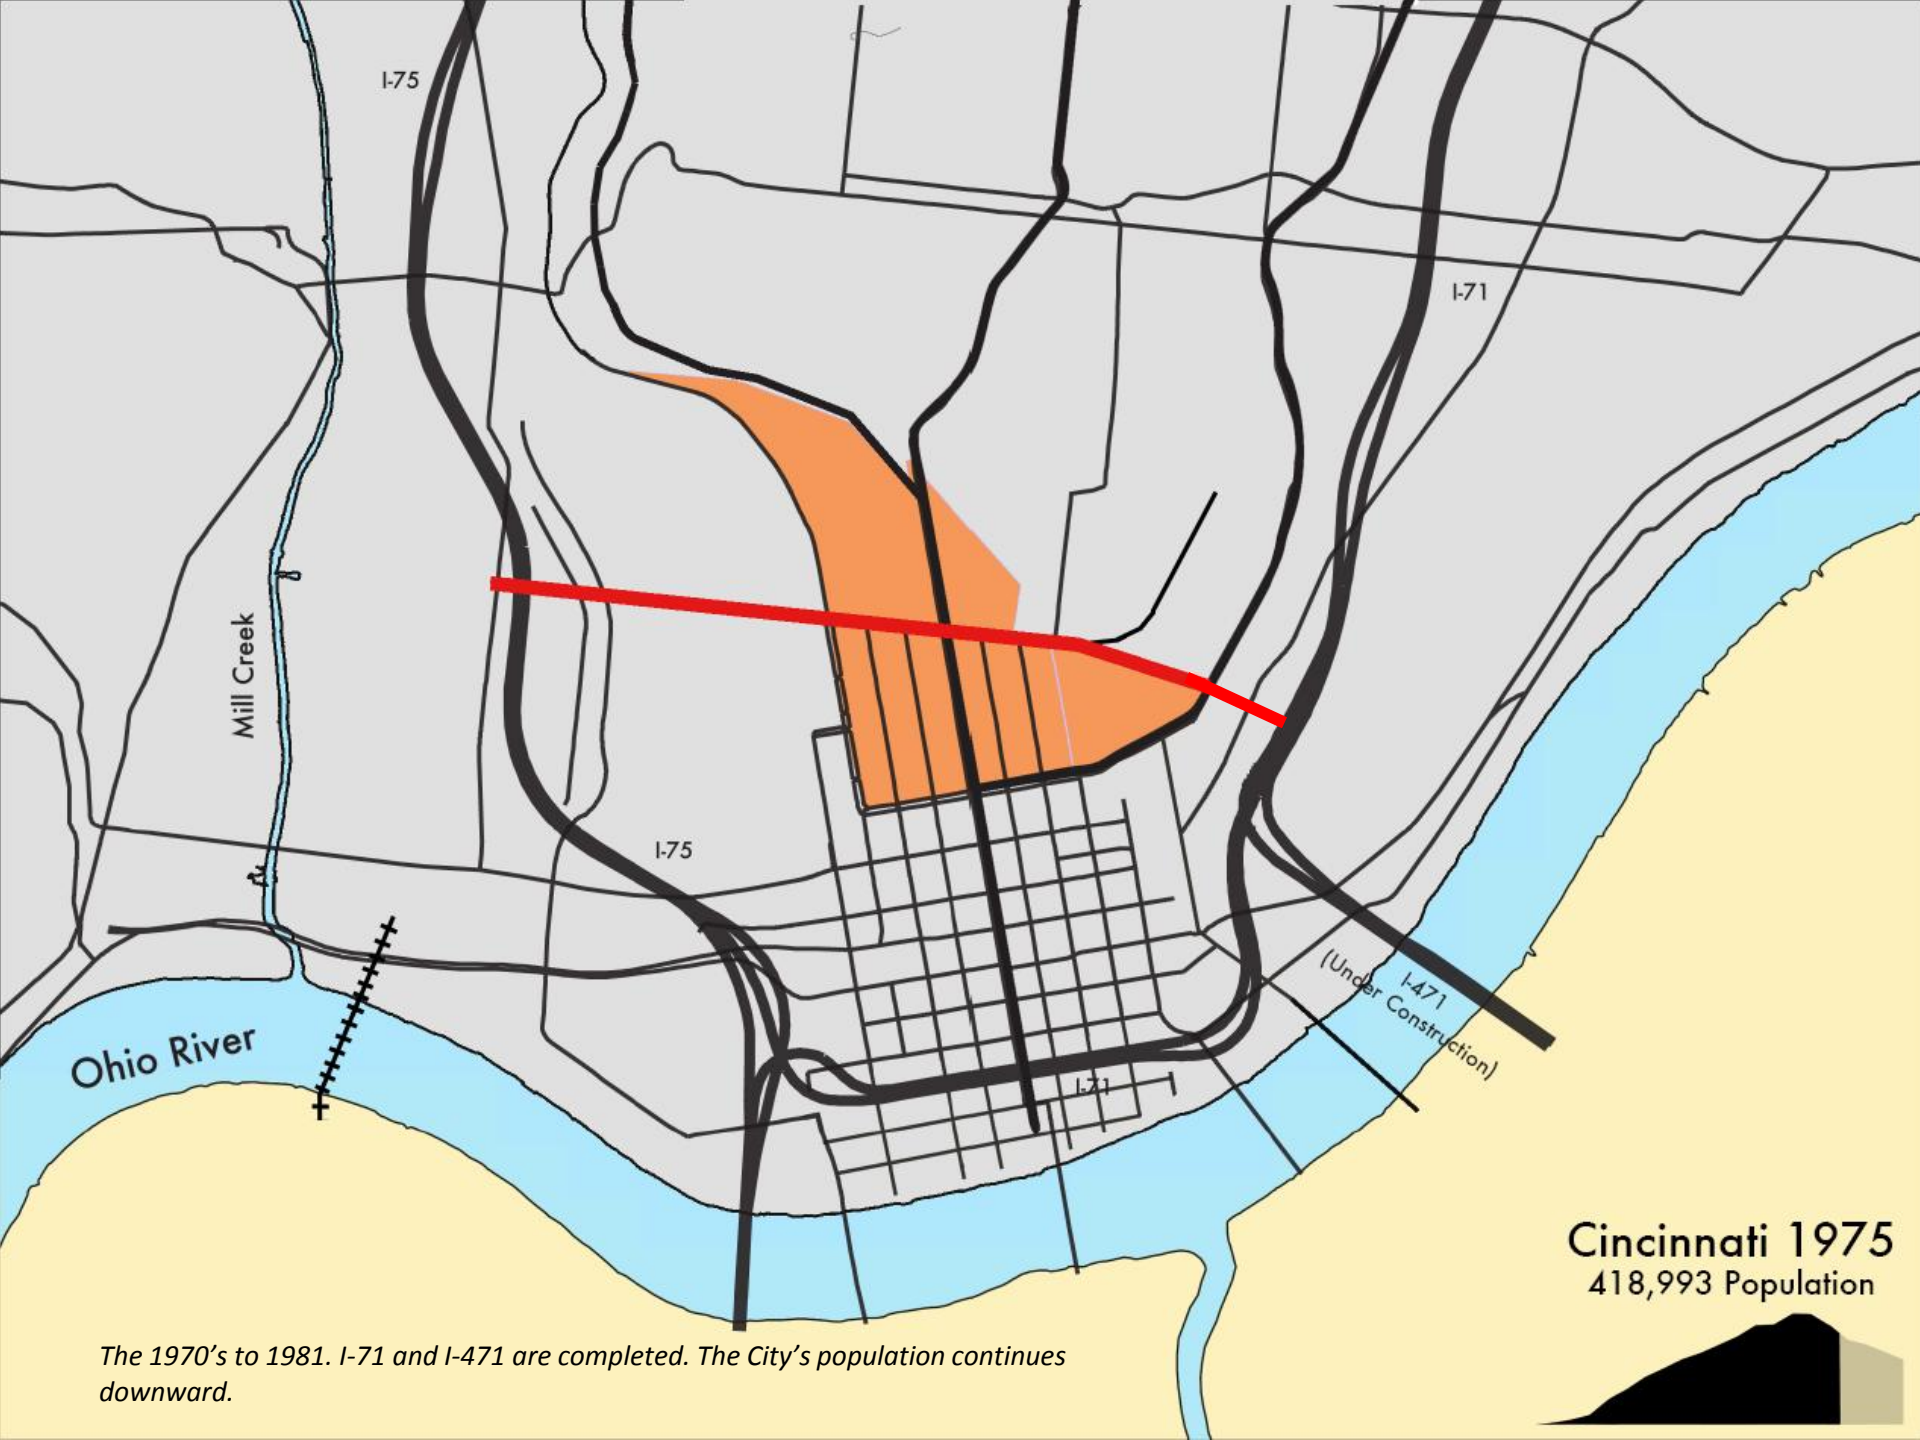 I-75
I-71
Mill Creek
I-75
I-471
(Under Construction)
Ohio River
I-71
Cincinnati 1975
418,993 Population
The 1970’s to 1981. I-71 and I-471 are completed. The City’s population continues
downward.